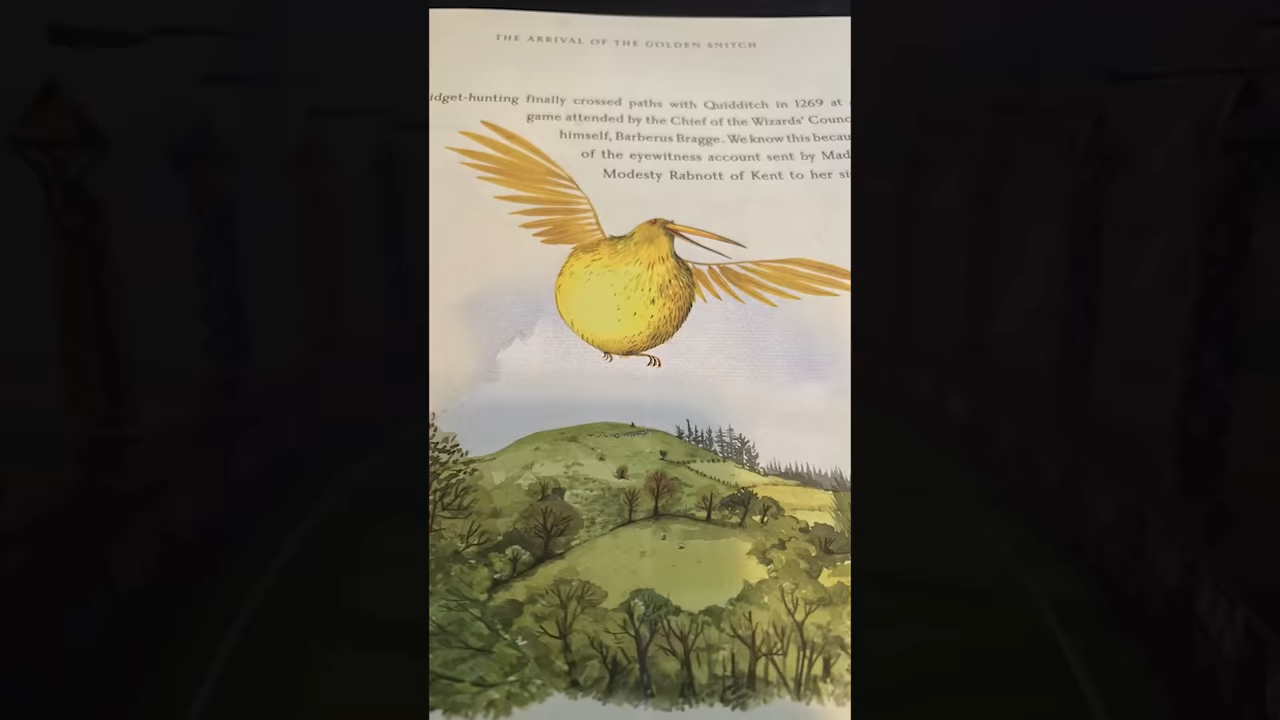 THE ARRIVAL OF THE GOLDEN SNITCH
idget-hunting finally crossed paths with Quidditch in 1269 at
game attended by the Chief of the Wizards' Counc
himself, Barberus Bragge. We know this becau
of the eyewitness account sent by Mad
Modesty Rabnott of Kent to her si